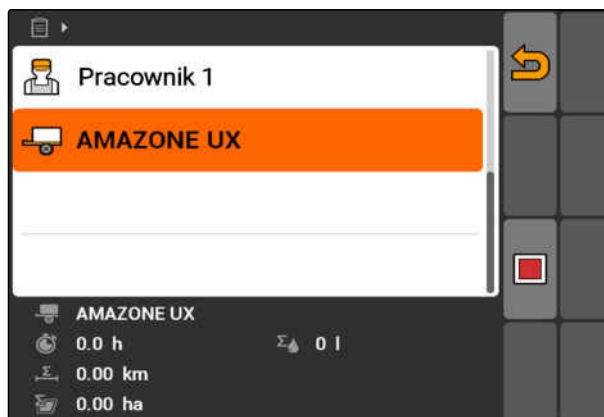 Pracownik 1
AMAZONE UX
AMAZONE UX
0.0 h
Σ 0 l
Σ
0.00 km
Σ
0.00 ha